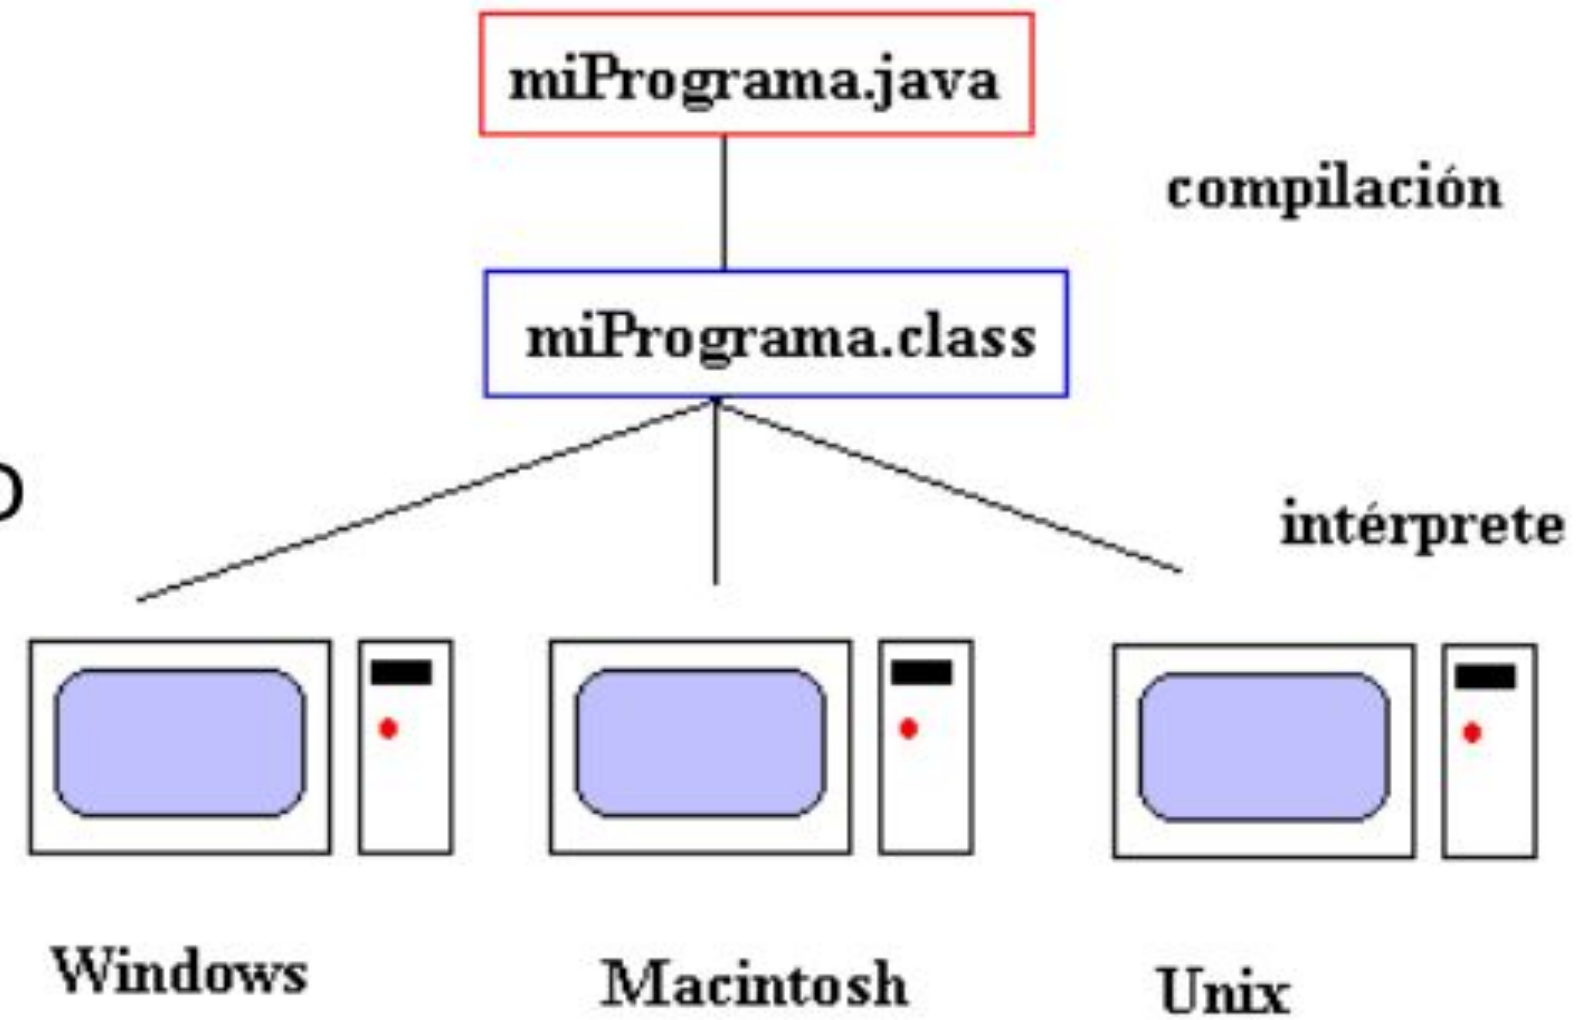 miPrograma.java
compilación
miPrograma.class
intérprete
Windows
Macintosh
Unix